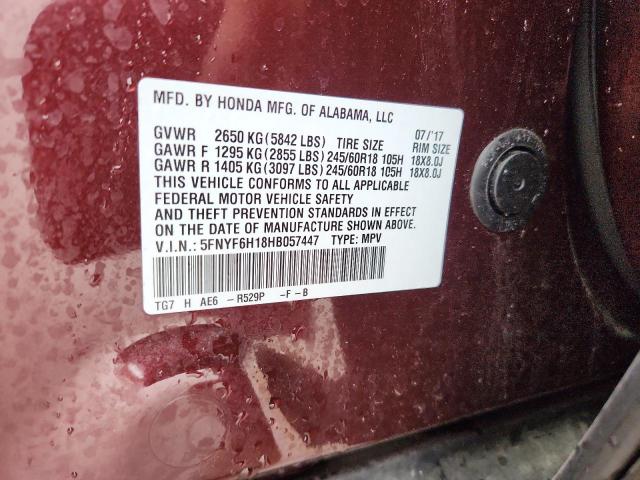 MFD. BY HONDA MFG. OF ALABAMA, LLC
07/'17
GVWR 2650 KG (5842 LBS) TIRE SIZE RIM SIZE
GAWR F 1295 KG (2855 LBS) 245/60R18 105H 18X8.0J
GAWR R 1405 KG (3097 LBS) 245/60R18 105H 18X8.0J
THIS VEHICLE CONFORMS TO ALL APPLICABLE
FEDERAL MOTOR VEHICLE SAFETY
AND THEFT PREVENTION STANDARDS IN EFFECT
ON THE DATE OF MANUFACTURE SHOWN ABOVE.
V.I.N.: 5FNYF6H18HB057447 TYPE: MPV
TG7 H AE6 -R529P -F -B